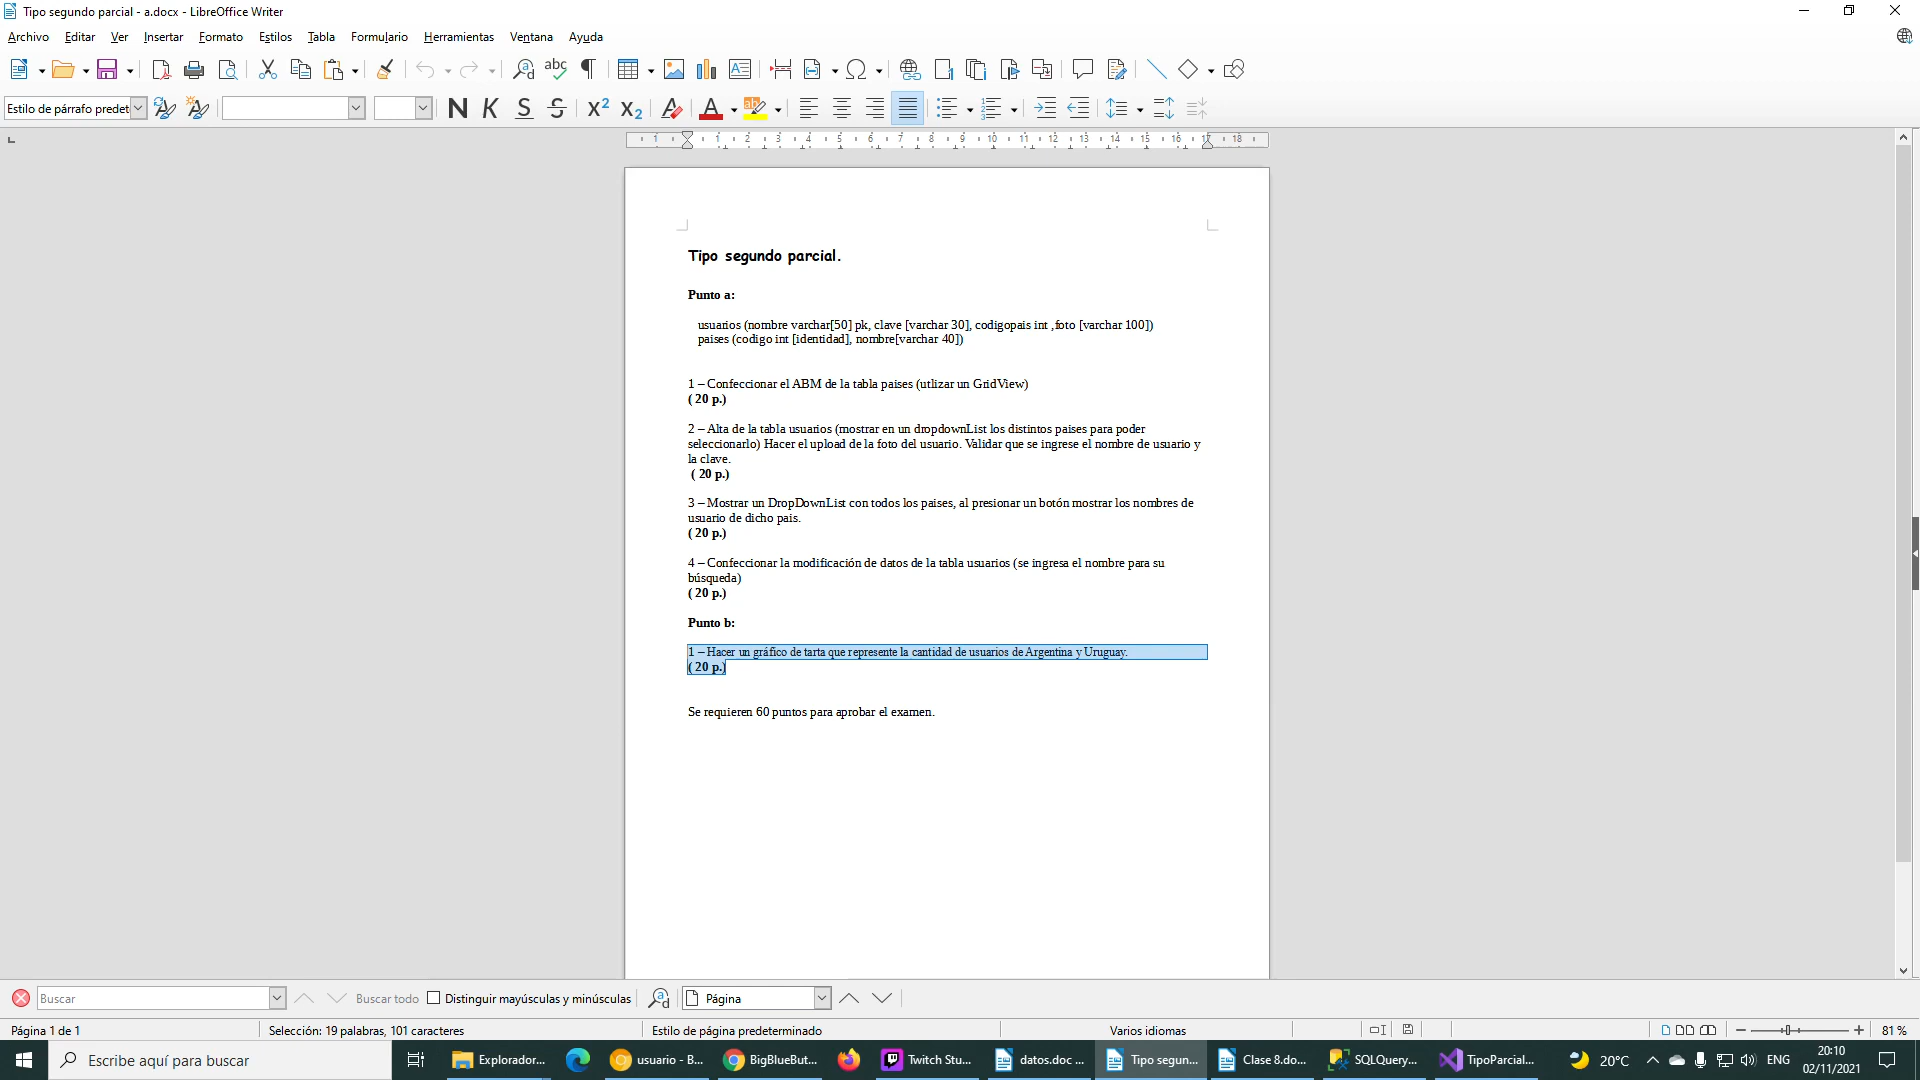 Tipo segundo parcial - a.docx - LibreOffice Writer
Archivo Editar Ver Insertar Formato Estilos Tabla Formulario Herramientas Ventana Ayuda
Estilo de párrafo predet
Tipo segundo parcial.
Punto a:
usuarios (nombre varchar[50] pk, clave [varchar 30], codigopais int ,foto [varchar 100])
paises (codigo int [identidad], nombre[varchar 40])
1 – Confeccionar el ABM de la tabla paises (utlizar un GridView)
( 20 p.)
2 – Alta de la tabla usuarios (mostrar en un dropdownList los distintos paises para poder
seleccionarlo) Hacer el upload de la foto del usuario. Validar que se ingrese el nombre de usuario y
la clave.
( 20 p.)
3 – Mostrar un DropDownList con todos los paises, al presionar un botón mostrar los nombres de
usuario de dicho pais.
( 20 p.)
4 – Confeccionar la modificación de datos de la tabla usuarios (se ingresa el nombre para su
búsqueda)
( 20 p.)
Punto b:
1 – Hacer un gráfico de tarta que represente la cantidad de usuarios de Argentina y Uruguay.
( 20 p.)
Se requieren 60 puntos para aprobar el examen.
Buscar Buscar todo Distinguir mayúsculas y minúsculas Página
Página 1 de 1 Selección: 19 palabras, 101 caracteres Estilo de página predeterminado Varios idiomas 81 %
Escribe aquí para buscar Explorador... usuario - B... BigBlueBut... Twitch Stu... datos.doc ... Tipo segun... Clase 8.do... SQLQuery... TipoParcial... 20°C ENG 20:10
02/11/2021